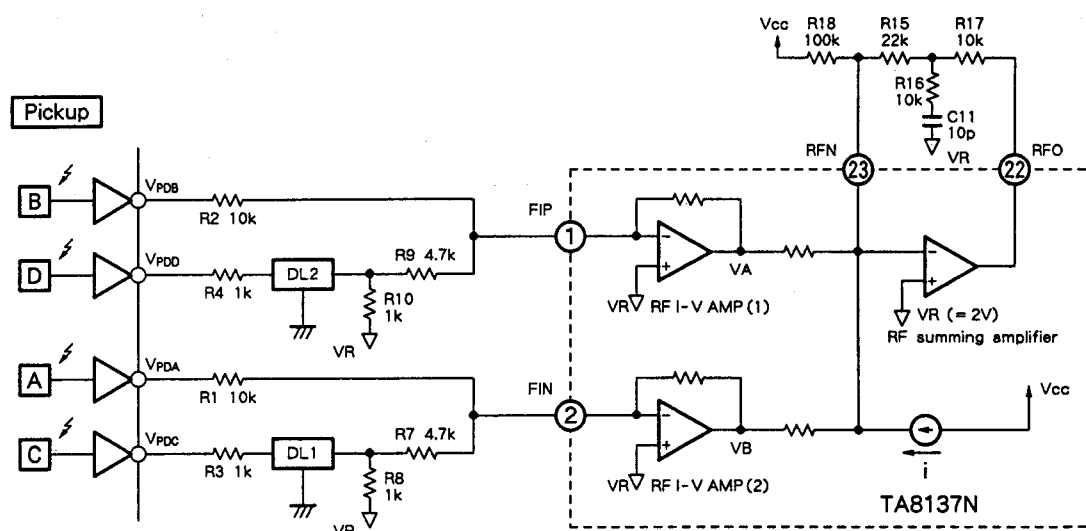 Vcc
R18
100k
R15
22k
R17
10k
R16
10k
C11
10p
VR
RFN
RFO
23
22
Pickup
B
VPDB
R2 10k
FIP
1
D
VPDD
R4 1k
DL2
R9 4.7k
R10
1k
VR
VA
VR
RF I-V AMP (1)
VR (=2V)
RF summing amplifier
A
VPDA
R1 10k
FIN
2
C
VPDC
R3 1k
DL1
R7 4.7k
R8
1k
VR
VB
VR
RF I-V AMP (2)
Vcc
i
TA8137N